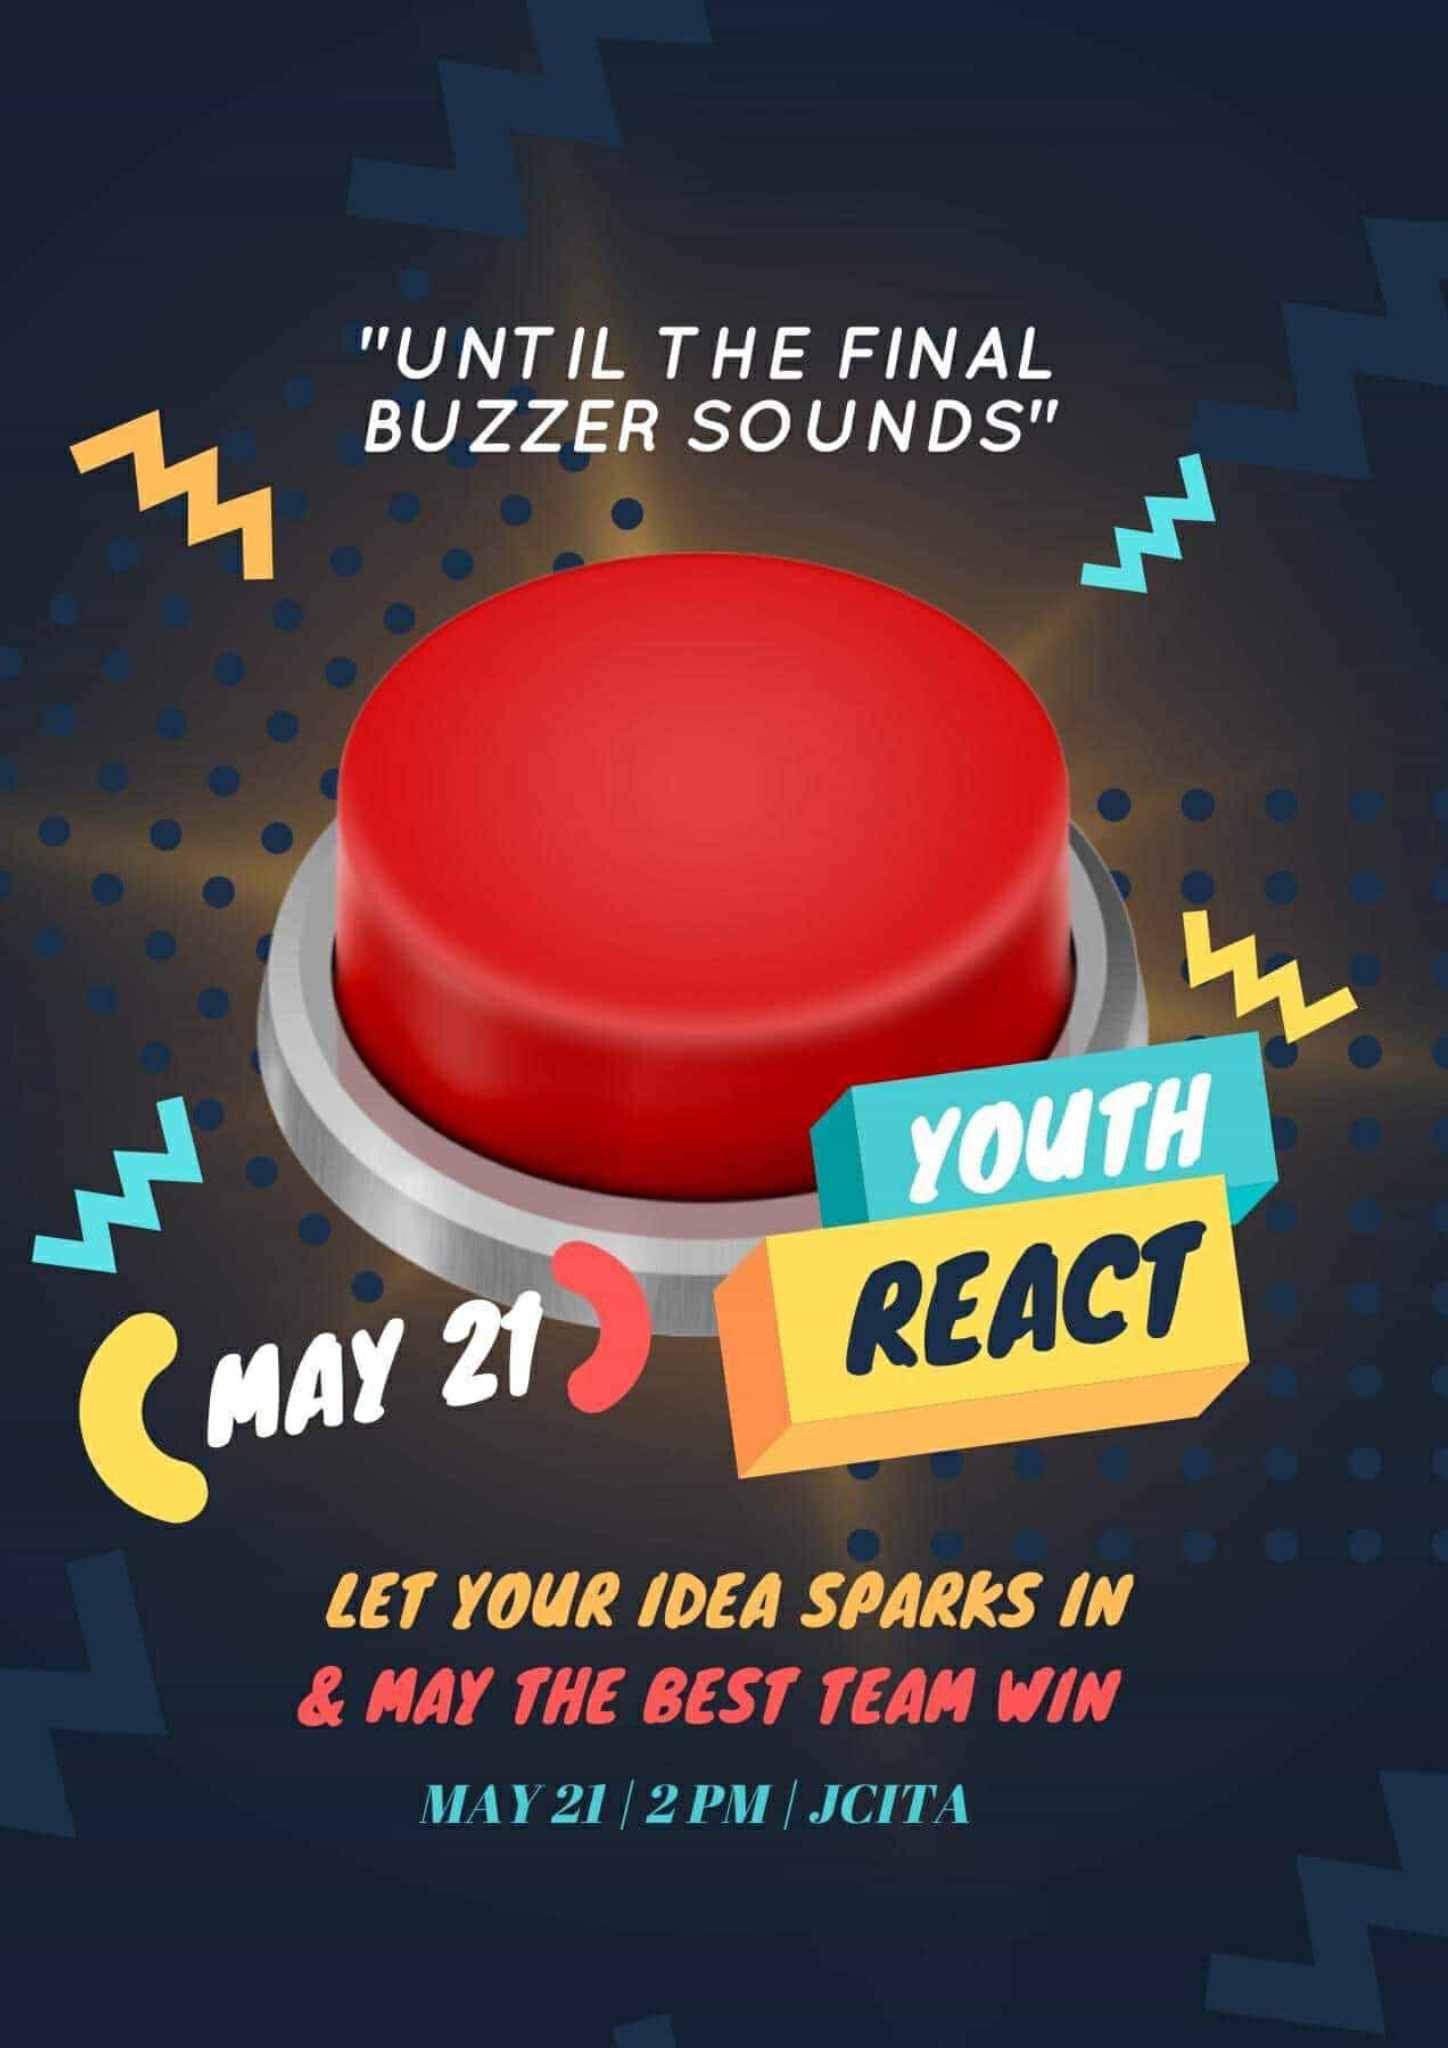 "UNTIL THE FINAL
BUZZER SOUNDS"
YOUTH
REACT
MAY 21
LET YOUR IDEA SPARKS IN
& MAY THE BEST TEAM WIN
MAY 21 | 2 PM | JCITA